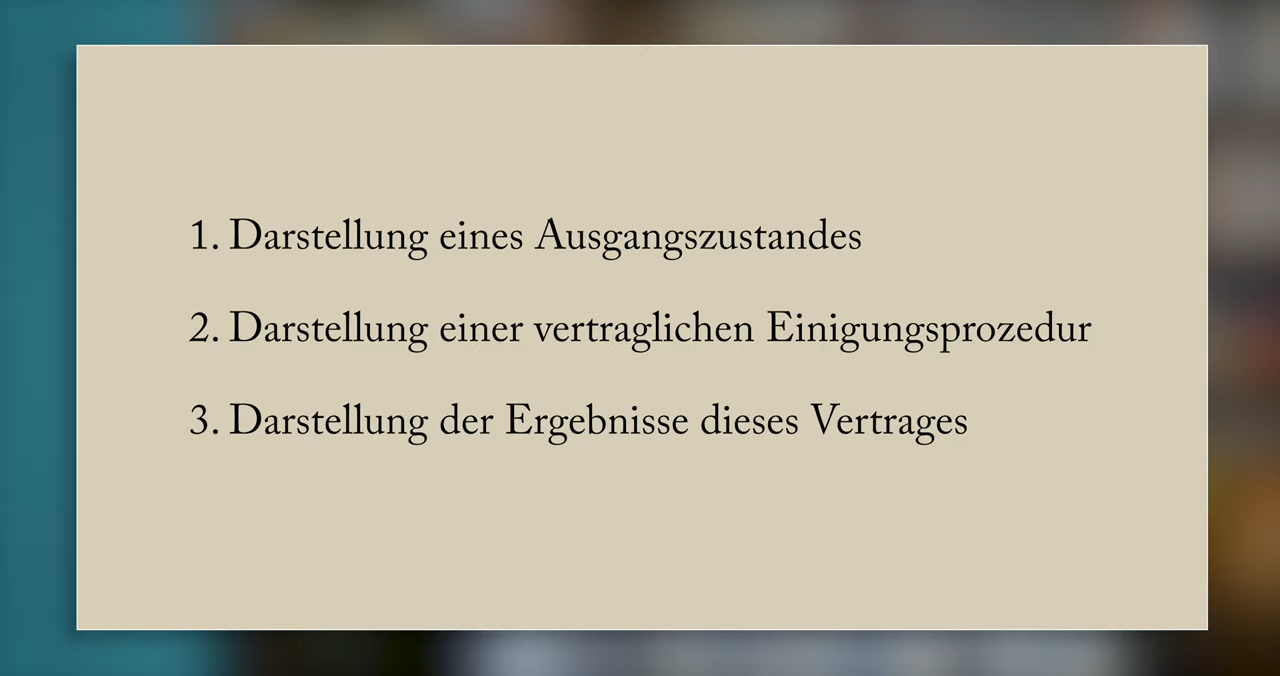 1. Darstellung eines Ausgangszustandes
2. Darstellung einer vertraglichen Einigungsprozedur
3. Darstellung der Ergebnisse dieses Vertrages